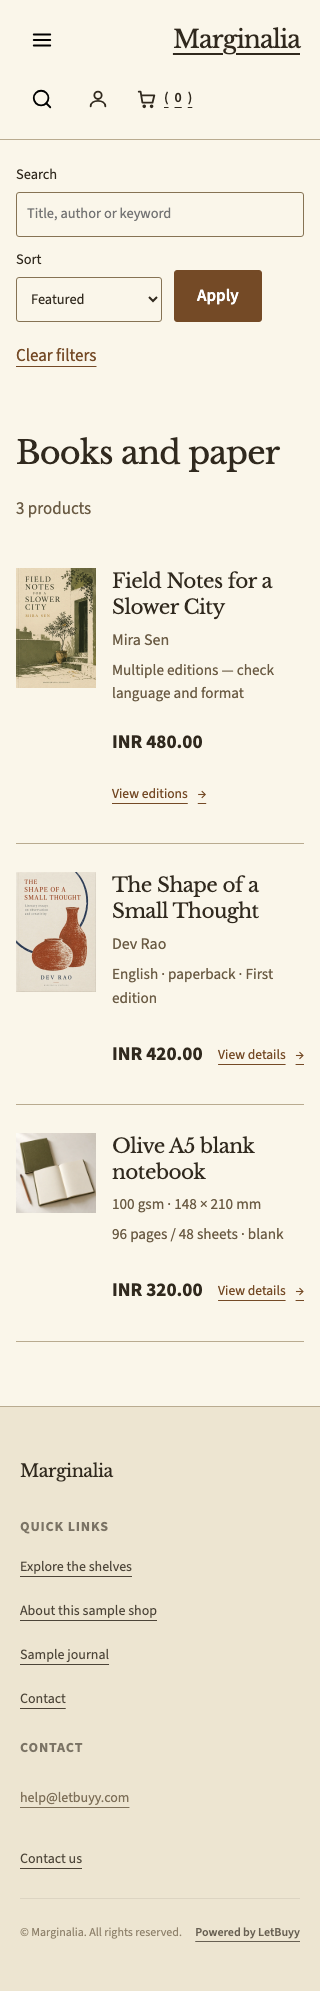 Marginalia
( 0 )
Search
Title, author or keyword
Sort
Featured
Apply
Clear filters
Books and paper
3 products
FIELD
NOTES
FOR A
SLOWER
CITY
MIRA SEN
Field Notes for a
Slower City
Mira Sen
Multiple editions — check
language and format
INR 480.00
View editions →
THE
SHAPE OF A
SMALL THOUGHT
DEV RAO
The Shape of a
Small Thought
Dev Rao
English · paperback · First
edition
INR 420.00 View details →
Olive A5 blank
notebook
100 gsm · 148 × 210 mm
96 pages / 48 sheets · blank
INR 320.00 View details →
Marginalia
QUICK LINKS
Explore the shelves
About this sample shop
Sample journal
Contact
CONTACT
help@letbuyy.com
Contact us
© Marginalia. All rights reserved. Powered by LetBuyy